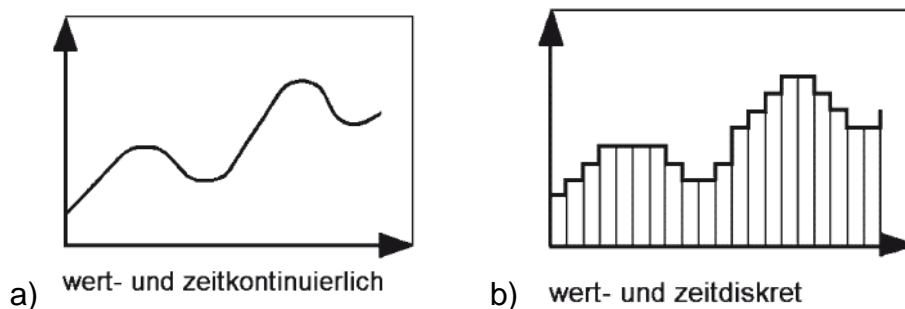 a) wert- und zeitkontinuierlich
b) wert- und zeitdiskret